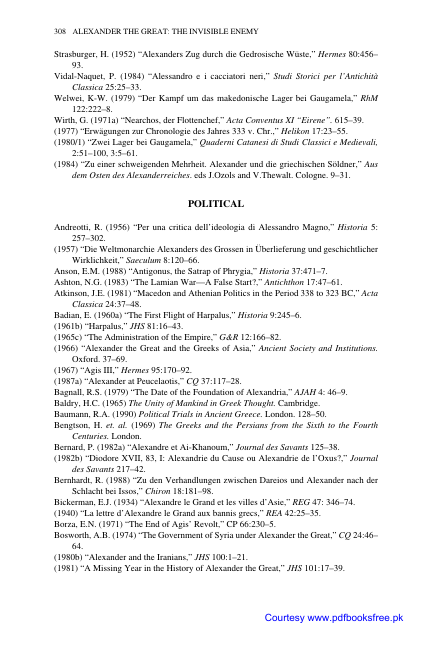 308 ALEXANDER THE GREAT: THE INVISIBLE ENEMY
Strasburger, H. (1952) “Alexanders Zug durch die Gedrosische Wüste,” Hermes 80:456–
93.
Vidal-Naquet, P. (1984) “Alessandro e i cacciatori neri,” Studi Storici per l’Antichità
Classica 25:25–33.
Welwei, K-W. (1979) “Der Kampf um das makedonische Lager bei Gaugamela,” RhM
122:222–8.
Wirth, G. (1971a) “Nearchos, der Flottenchef,” Acta Conventus XI “Eirene”. 615–39.
(1977) “Erwägungen zur Chronologie des Jahres 333 v. Chr.,” Helikon 17:23–55.
(1980/1) “Zwei Lager bei Gaugamela,” Quaderni Catanesi di Studi Classici e Medievali,
2:51–100, 3:5–61.
(1984) “Zu einer schweigenden Mehrheit. Alexander und die griechischen Söldner,” Aus
dem Osten des Alexanderreiches. eds J.Ozols and V.Thewalt. Cologne. 9–31.
POLITICAL
Andreotti, R. (1956) “Per una critica dell’ideologia di Alessandro Magno,” Historia 5:
257–302.
(1957) “Die Weltmonarchie Alexanders des Grossen in Überlieferung und geschichtlicher
Wirklichkeit,” Saeculum 8:120–66.
Anson, E.M. (1988) “Antigonus, the Satrap of Phrygia,” Historia 37:471–7.
Ashton, N.G. (1983) “The Lamian War—A False Start?,” Antichthon 17:47–61.
Atkinson, J.E. (1981) “Macedon and Athenian Politics in the Period 338 to 323 BC,” Acta
Classica 24:37–48.
Badian, E. (1960a) “The First Flight of Harpalus,” Historia 9:245–6.
(1961b) “Harpalus,” JHS 81:16–43.
(1965c) “The Administration of the Empire,” G&R 12:166–82.
(1966) “Alexander the Great and the Greeks of Asia,” Ancient Society and Institutions.
Oxford. 37–69.
(1967) “Agis III,” Hermes 95:170–92.
(1987a) “Alexander at Peucelaotis,” CQ 37:117–28.
Bagnall, R.S. (1979) “The Date of the Foundation of Alexandria,” AJAH 4: 46–9.
Baldry, H.C. (1965) The Unity of Mankind in Greek Thought. Cambridge.
Baumann, R.A. (1990) Political Trials in Ancient Greece. London. 128–50.
Bengtson, H. et. al. (1969) The Greeks and the Persians from the Sixth to the Fourth
Centuries. London.
Bernard, P. (1982a) “Alexandre et Ai-Khanoum,” Journal des Savants 125–38.
(1982b) “Diodore XVII, 83, I: Alexandrie du Cause ou Alexandrie de l’Oxus?,” Journal
des Savants 217–42.
Bernhardt, R. (1988) “Zu den Verhandlungen zwischen Dareios und Alexander nach der
Schlacht bei Issos,” Chiron 18:181–98.
Bickerman, E.J. (1934) “Alexandre le Grand et les villes d’Asie,” REG 47: 346–74.
(1940) “La lettre d’Alexandre le Grand aux bannis grecs,” REA 42:25–35.
Borza, E.N. (1971) “The End of Agis’ Revolt,” CP 66:230–5.
Bosworth, A.B. (1974) “The Government of Syria under Alexander the Great,” CQ 24:46–
64.
(1980b) “Alexander and the Iranians,” JHS 100:1–21.
(1981) “A Missing Year in the History of Alexander the Great,” JHS 101:17–39.
Courtesy www.pdfbooksfree.pk